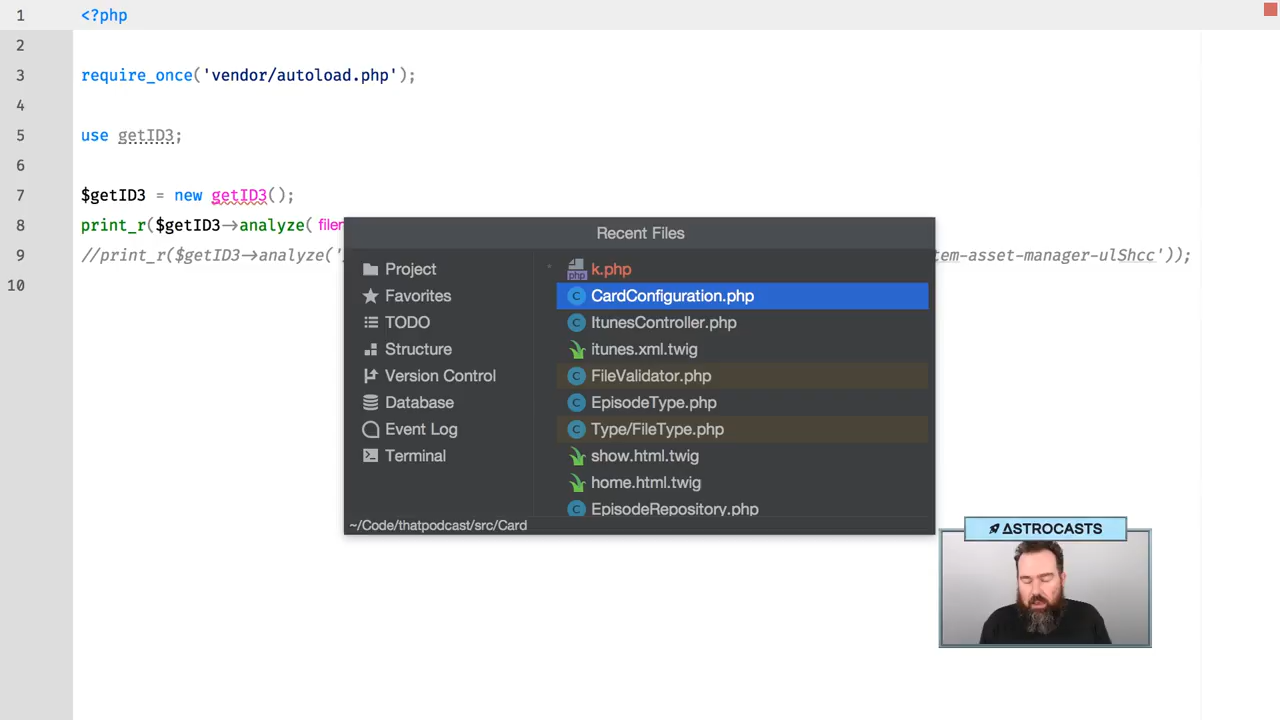 1 <?php
2
3 require_once('vendor/autoload.php');
4
5 use getID3;
6
7 $getID3 = new getID3();
8 print_r($getID3->analyze(
9 //print_r($getID3->analyze(' em-asset-manager-ulShcc'));
10
Recent Files
Project
Favorites
TODO
Structure
Version Control
Database
Event Log
Terminal
php k.php
C CardConfiguration.php
C ItunesController.php
itunes.xml.twig
C FileValidator.php
C EpisodeType.php
C Type/FileType.php
show.html.twig
home.html.twig
C EpisodeRepository.php
~/Code/thatpodcast/src/Card
ΔSTROCASTS